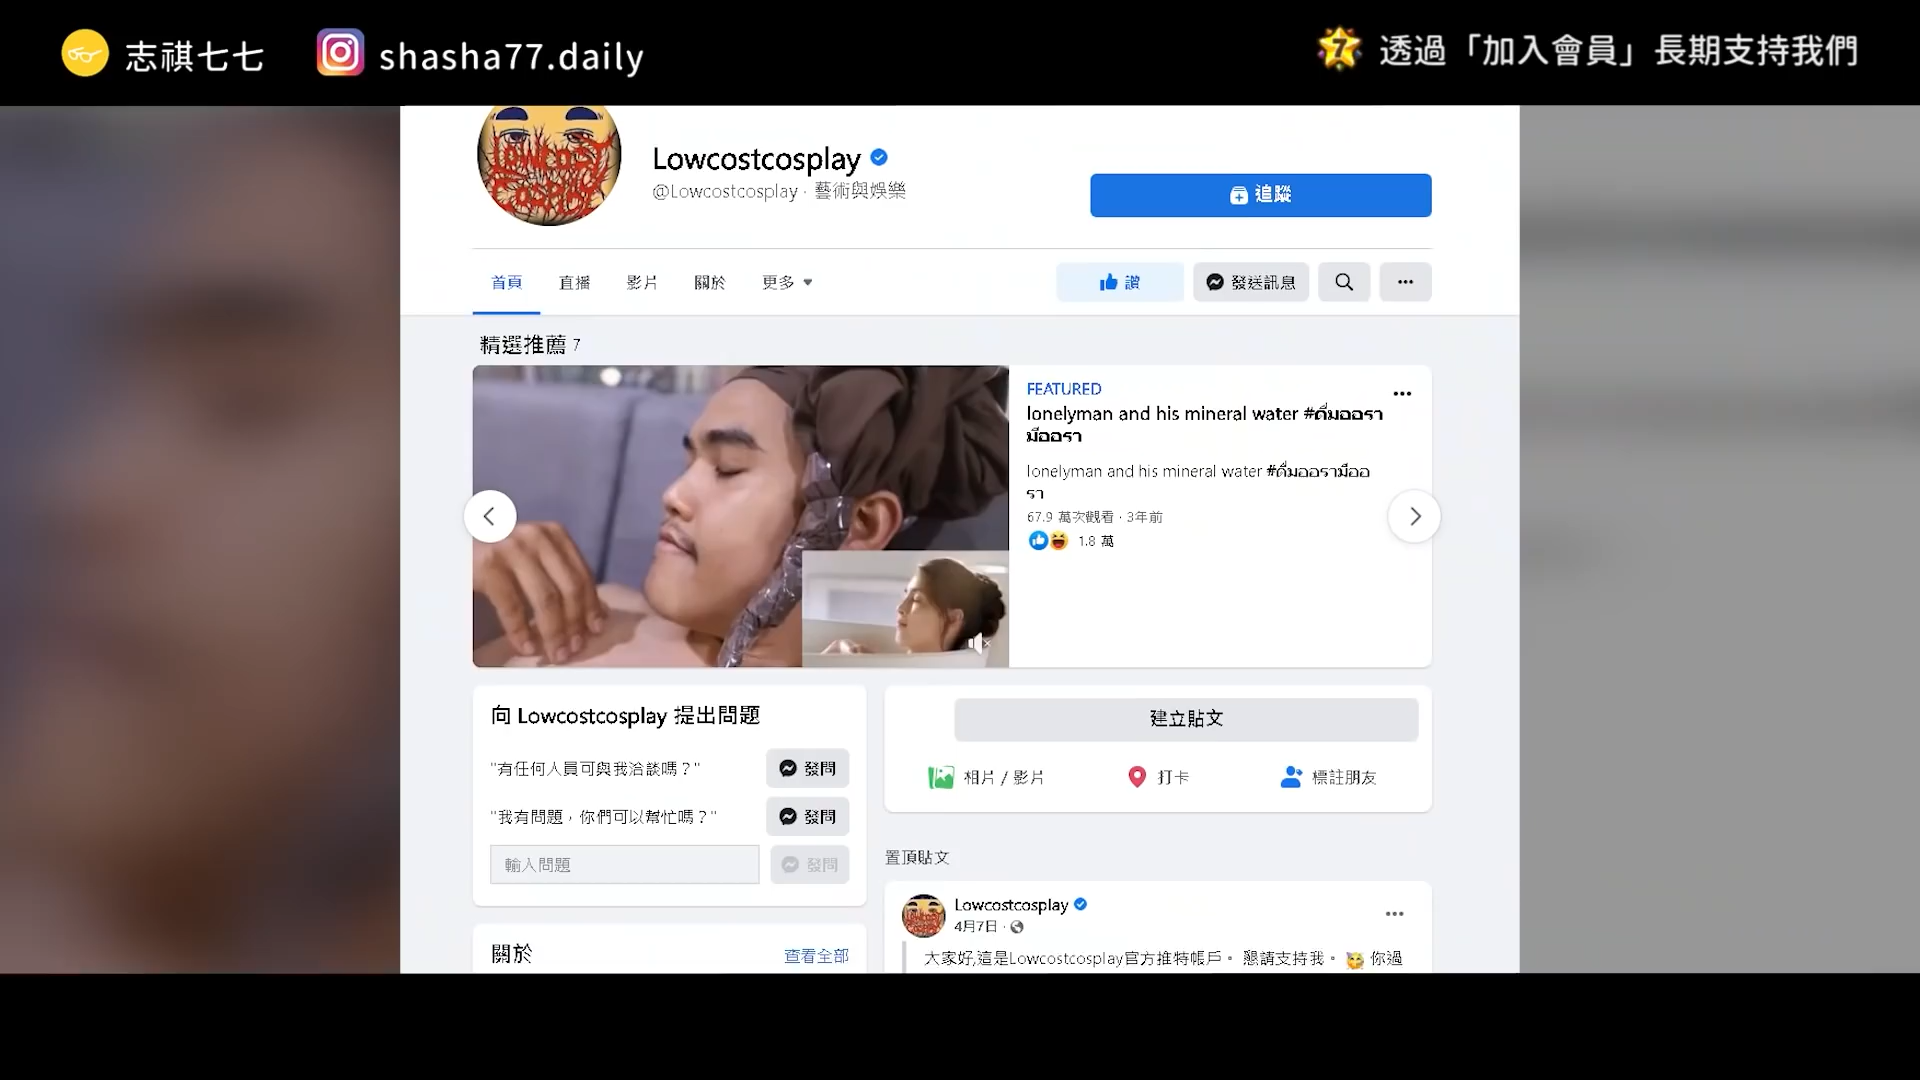 志祺七七
shasha77.daily
透過「加入會員」長期支持我們
LOWCOST
COSPLAY
Lowcostcosplay
@Lowcostcosplay · 藝術與娛樂
追蹤
首頁
直播
影片
關於
更多
讚
發送訊息
精選推薦 7
FEATURED
lonelyman and his mineral water #ดื่มออรา
มีออรา
lonelyman and his mineral water #ดื่มออรามีออ
รา
67.9 萬次觀看 · 3年前
1.8 萬
向 Lowcostcosplay 提出問題
"有任何人員可與我洽談嗎？"
發問
"我有問題，你們可以幫忙嗎？"
發問
輸入問題
發問
關於
查看全部
建立貼文
相片 / 影片
打卡
標註朋友
置頂貼文
Lowcostcosplay
4月7日
大家好,這是Lowcostcosplay官方推特帳戶。 懇請支持我。 🥰 你過